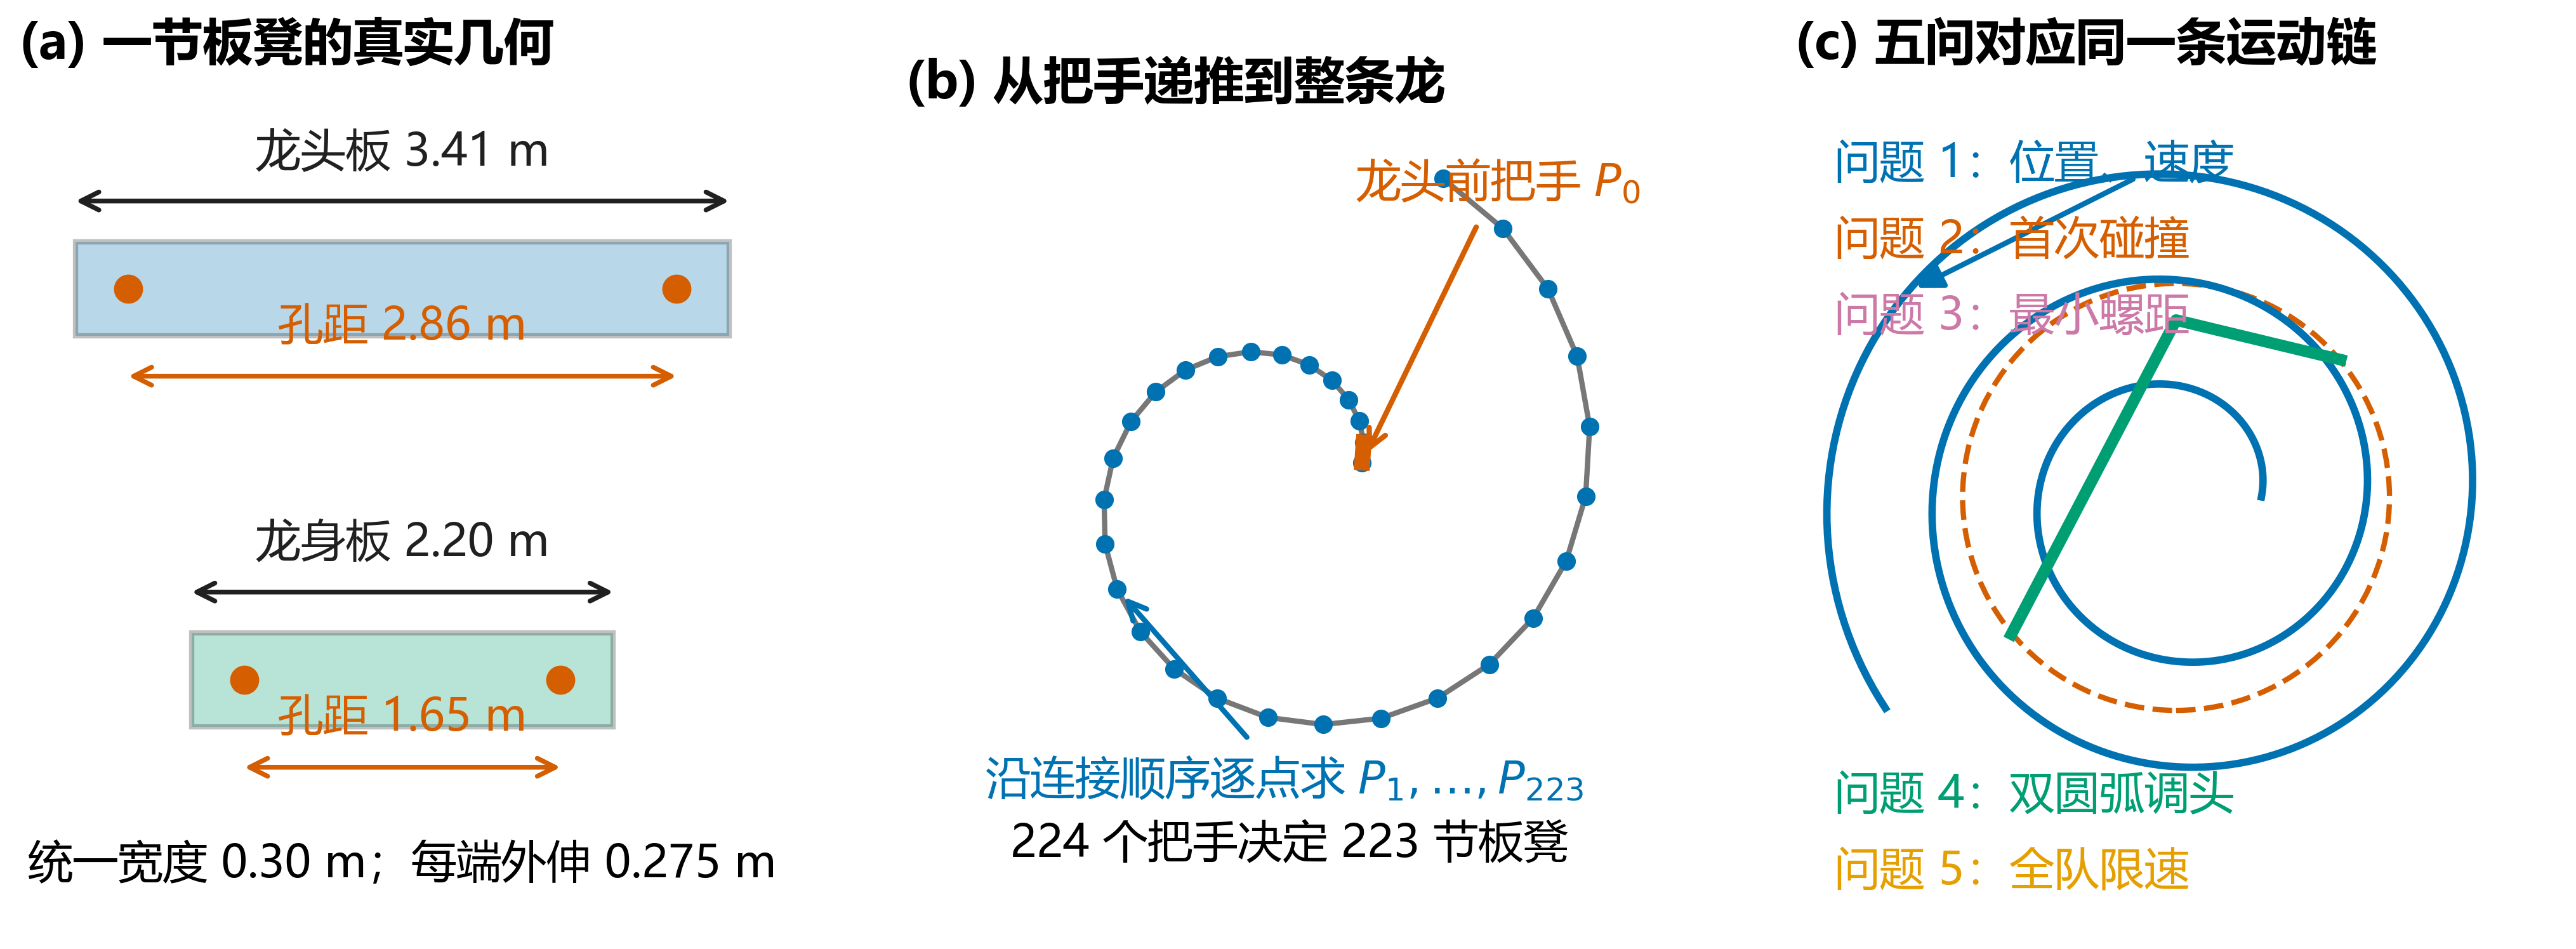 (a) 一节板凳的真实几何
龙头板 3.41 m
孔距 2.86 m
龙身板 2.20 m
孔距 1.65 m
统一宽度 0.30 m；每端外伸 0.275 m
(b) 从把手递推到整条龙
龙头前把手 P₀
沿连接顺序逐点求 P₁, …, P₂₂₃
224 个把手决定 223 节板凳
(c) 五问对应同一条运动链
问题 1：位置、速度
问题 2：首次碰撞
问题 3：最小螺距
问题 4：双圆弧调头
问题 5：全队限速